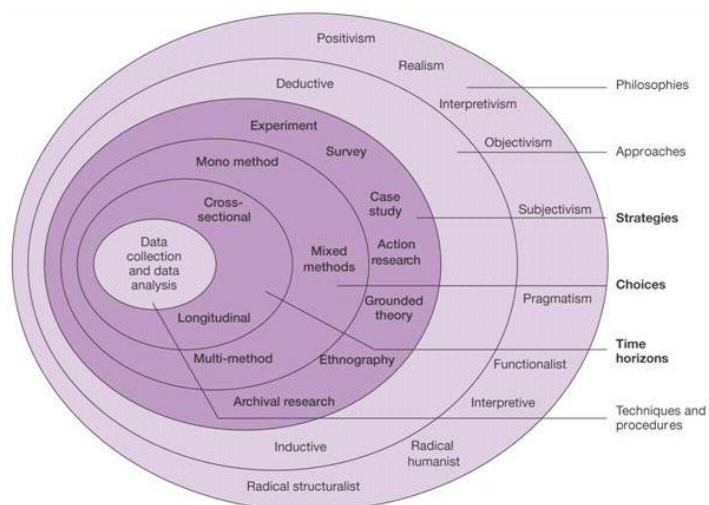 Positivism
Realism
Philosophies
Deductive
Interpretivism
Experiment
Objectivism
Survey
Approaches
Mono method
Case
study
Cross-
sectional
Subjectivism
Strategies
Data
collection and data
analysis
Mixed
methods
Action
research
Choices
Grounded
theory
Pragmatism
Longitudinal
Time
horizons
Multi-method
Ethnography
Functionalist
Archival research
Interpretive
Techniques and
procedures
Inductive
Radical
humanist
Radical structuralist